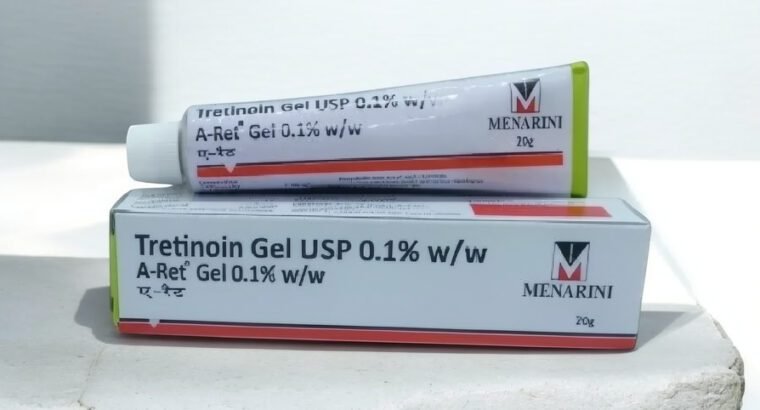 Tretinoin Gel USP 0.1% w/w
A-Ret® Gel 0.1% w/w
ए-रैट
MENARINI
20g
Tretinoin Gel USP 0.1% w/w
A-Ret® Gel 0.1% w/w
ए-रैट
MENARINI
20g